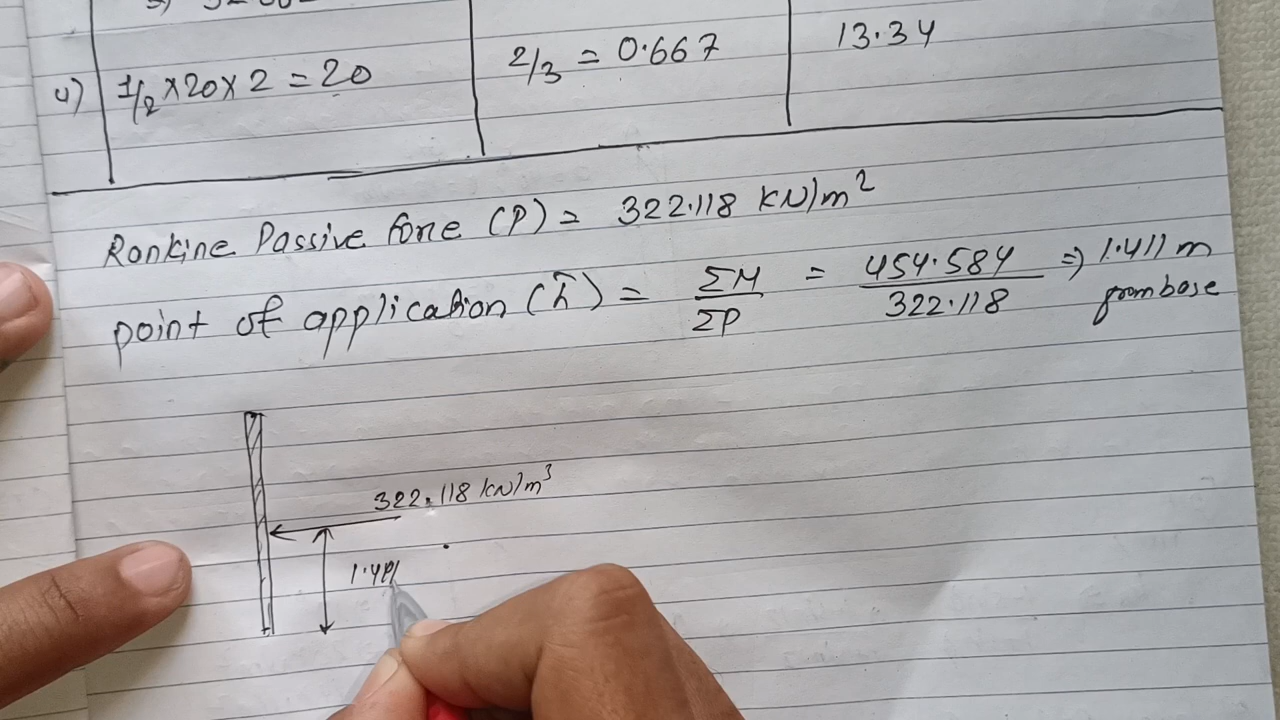 4) 1/2 × 20 × 2 = 20 2/3 = 0.667 13.34
Rankine Passive force (P) = 322.118 KN/m²
point of application (h̄) = ΣM/ΣP = 454.584/322.118 ⇒ 1.411 m from base
322.118 KN/m³
1.411